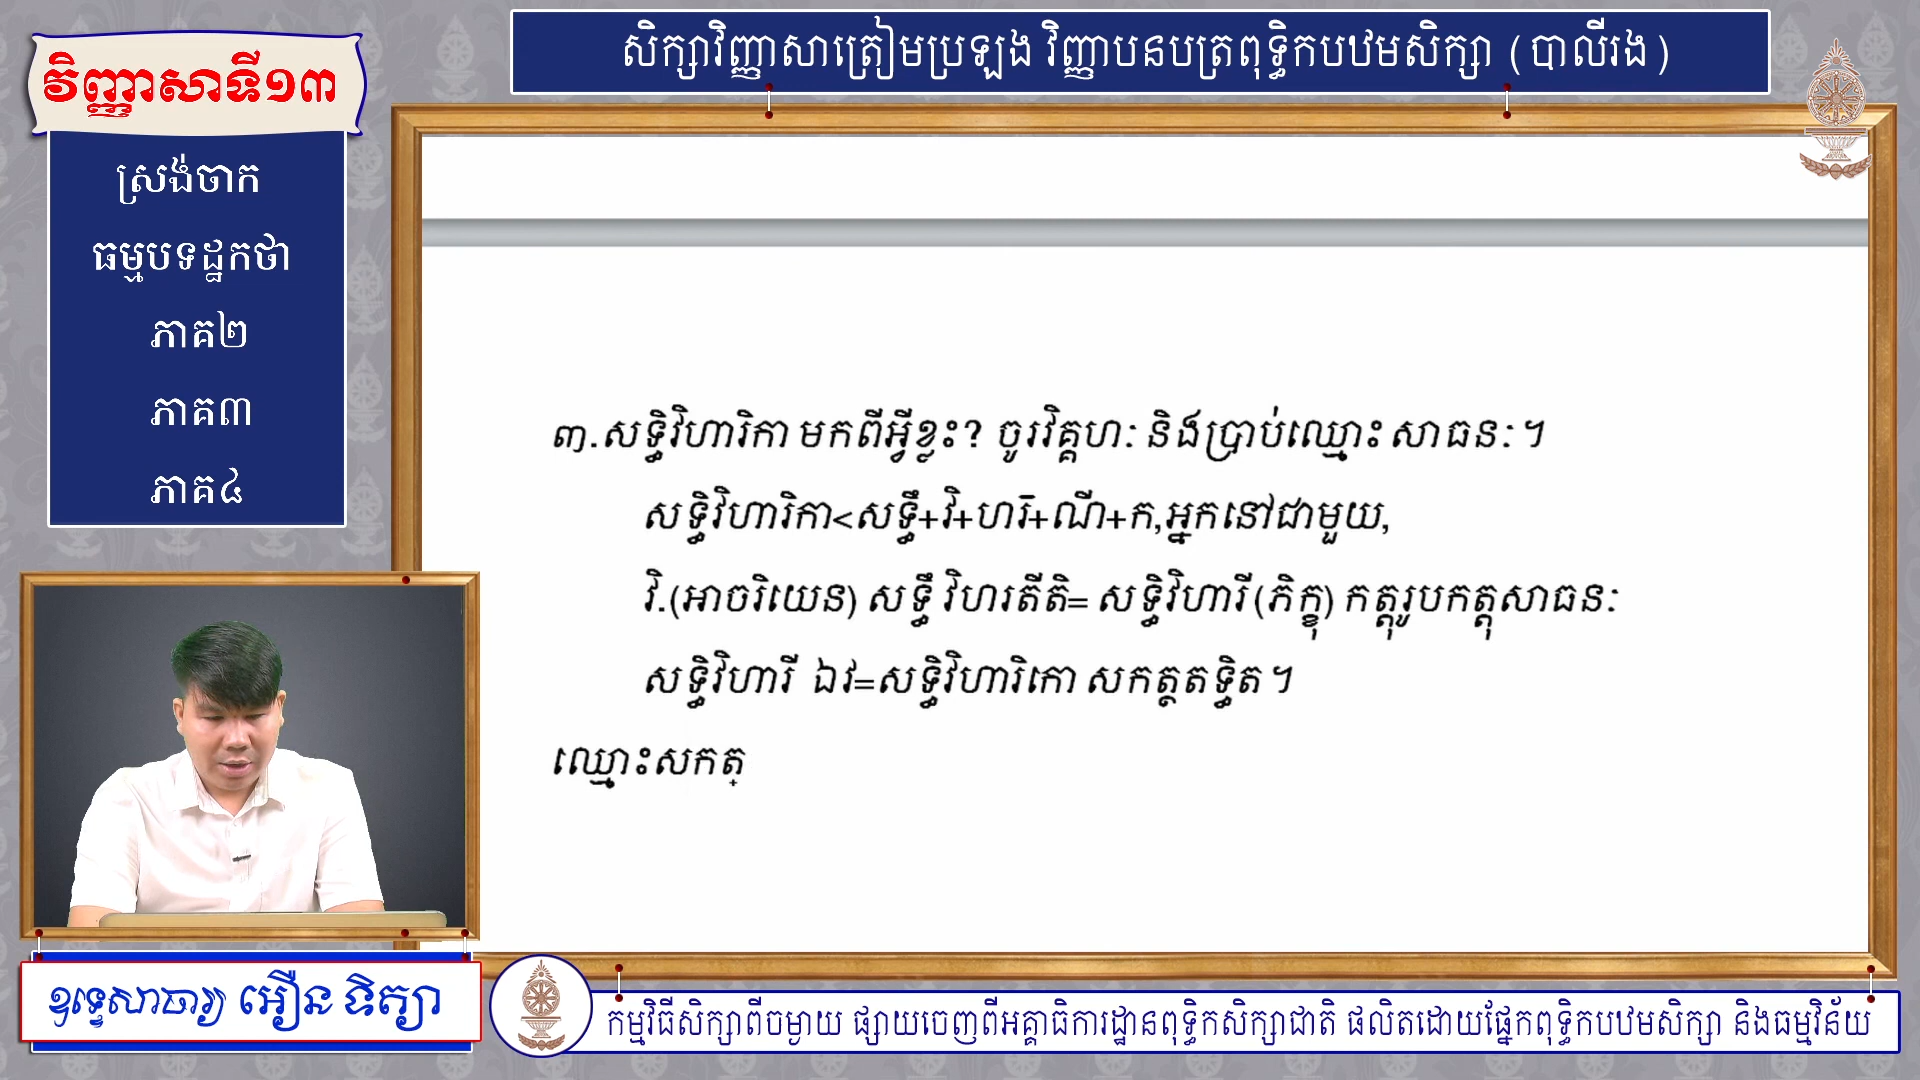 សិក្សាវិញ្ញាសាត្រៀមប្រឡង វិញ្ញាបនបត្រពុទ្ធិកបឋមសិក្សា (បាលីរង)
វិញ្ញាសាទី១៣
ស្រង់ចាក
ធម្មបទដ្ឋកថា
ភាគ២
ភាគ៣
ភាគ៤
៣.សទ្ធិវិហារិកា មកពីអ្វីខ្លះ? ចូរវិគ្គហៈ និងប្រាប់ឈ្មោះ សាធនៈ។
សទ្ធិវិហារិកា<សទ្ធឹ+វិ+ហរ៑+ណី+ក,អ្នកនៅជាមួយ,
វិ.(អាចរិយេន) សទ្ធឹ វិហរតីតិ= សទ្ធិវិហារី(ភិក្ខុ) កត្តុរូបកត្តុសាធនៈ
សទ្ធិវិហារី ឯវ=សទ្ធិវិហារិកោ សកត្ថតទ្ធិត។
ឈ្មោះសកត្
ឧទ្ទេសាចារ្យ អឿន ទិត្យា
កម្មវិធីសិក្សាពីចម្ងាយ ផ្សាយចេញពីអគ្គាធិការដ្ឋានពុទ្ធិកសិក្សាជាតិ ផលិតដោយផ្នែកពុទ្ធិកបឋមសិក្សា និងធម្មវិន័យ